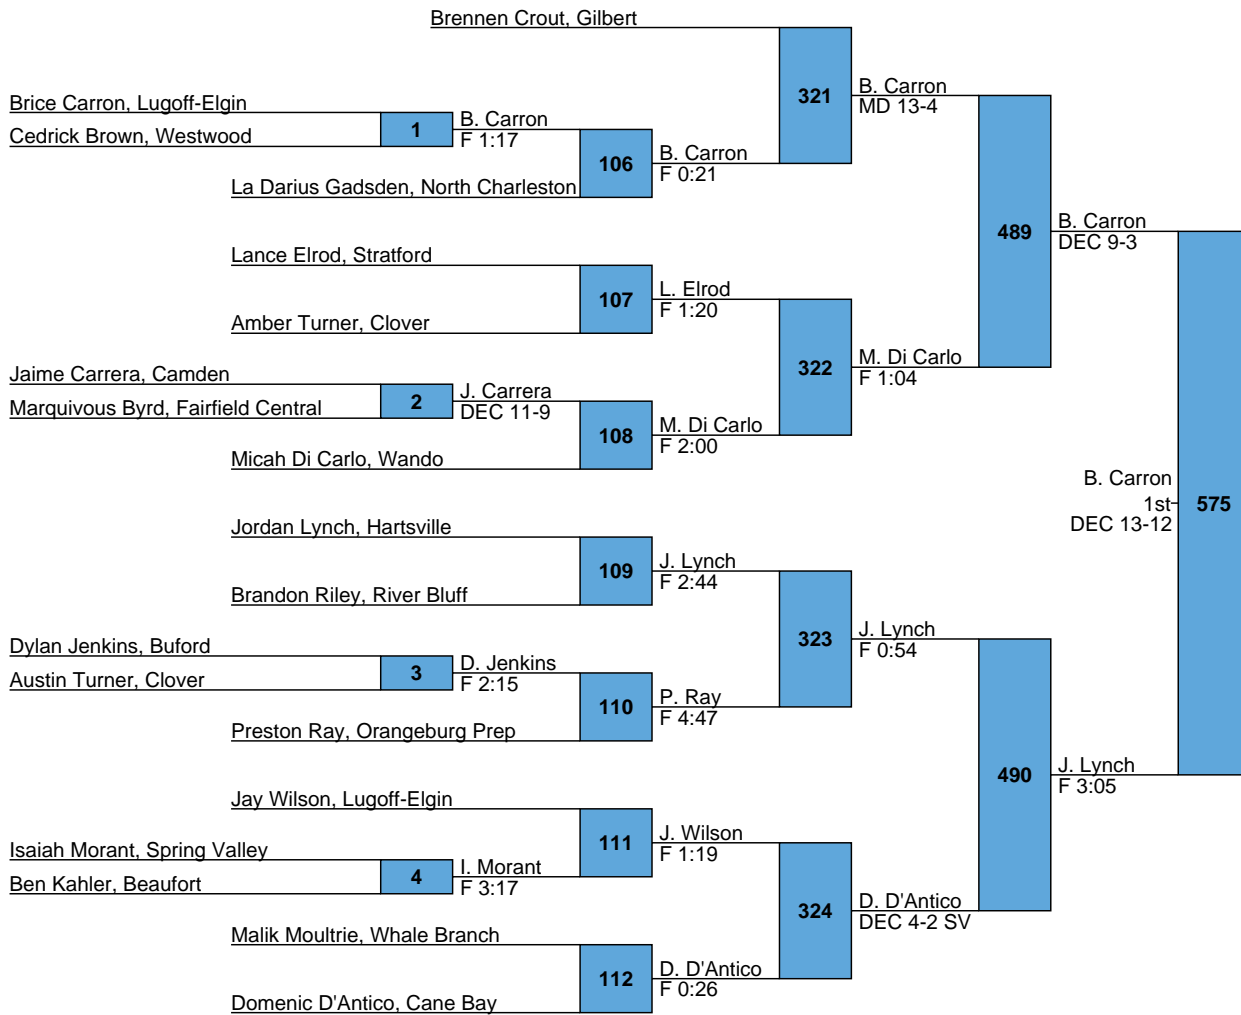 Brennen Crout, Gilbert
321
B. Carron
MD 13-4
Brice Carron, Lugoff-Elgin
Cedrick Brown, Westwood
1
B. Carron
F 1:17
106
B. Carron
F 0:21
La Darius Gadsden, North Charleston
489
B. Carron
DEC 9-3
Lance Elrod, Stratford
107
L. Elrod
F 1:20
Amber Turner, Clover
322
M. Di Carlo
F 1:04
Jaime Carrera, Camden
Marquivous Byrd, Fairfield Central
2
J. Carrera
DEC 11-9
108
M. Di Carlo
F 2:00
Micah Di Carlo, Wando
B. Carron
1st
DEC 13-12
575
Jordan Lynch, Hartsville
109
J. Lynch
F 2:44
Brandon Riley, River Bluff
323
J. Lynch
F 0:54
Dylan Jenkins, Buford
Austin Turner, Clover
3
D. Jenkins
F 2:15
110
P. Ray
F 4:47
Preston Ray, Orangeburg Prep
490
J. Lynch
F 3:05
Jay Wilson, Lugoff-Elgin
111
J. Wilson
F 1:19
Isaiah Morant, Spring Valley
Ben Kahler, Beaufort
4
I. Morant
F 3:17
324
D. D'Antico
DEC 4-2 SV
Malik Moultrie, Whale Branch
112
D. D'Antico
F 0:26
Domenic D'Antico, Cane Bay